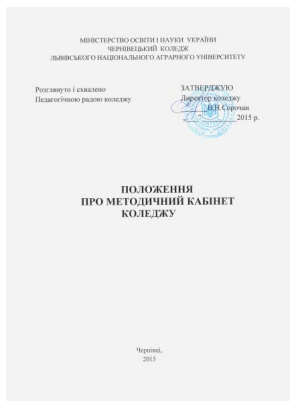 МІНІСТЕРСТВО ОСВІТИ І НАУКИ УКРАЇНИ
ЧЕРНІВЕЦЬКИЙ КОЛЕДЖ
ЛЬВІВСЬКОГО НАЦІОНАЛЬНОГО АГРАРНОГО УНІВЕРСИТЕТУ
Розглянуто і схвалено
Педагогічною радою коледжу
ЗАТВЕРДЖУЮ
Директор коледжу
Сорочан
2015 р.
ПОЛОЖЕННЯ
ПРО МЕТОДИЧНИЙ КАБІНЕТ
КОЛЕДЖУ
Чернівці,
2015